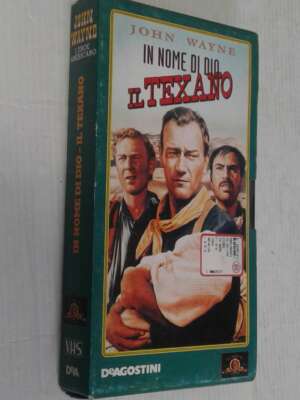 JOHN WAYNE
L'EROE AMERICANO
IN NOME DI DIO - IL TEXANO
VHS
DeA
JOHN WAYNE
IN NOME DI DIO
IL TEXANO
DeAGOSTINI